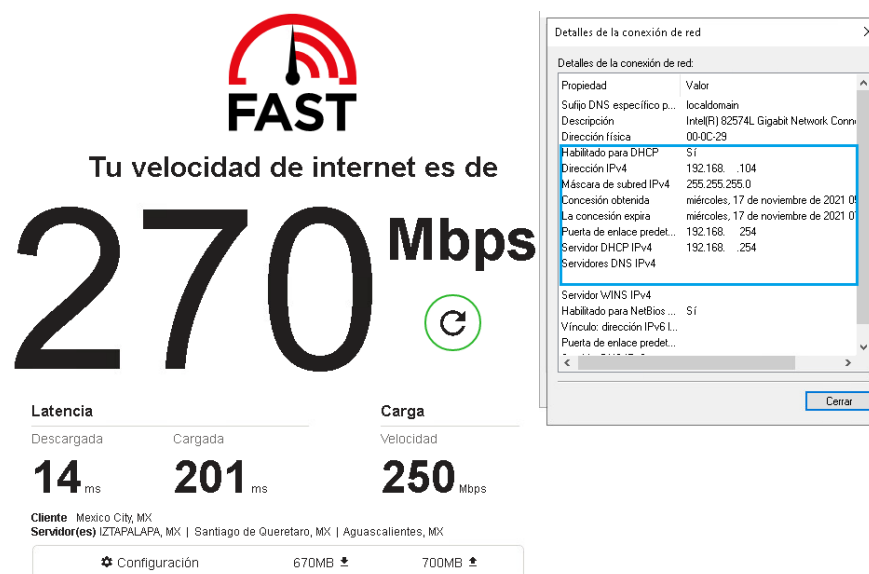 FAST
Tu velocidad de internet es de
270 Mbps
Latencia
Carga
Descargada
Cargada
Velocidad
14 ms
201 ms
250 Mbps
Cliente Mexico City, MX
Servidor(es) IZTAPALAPA, MX | Santiago de Queretaro, MX | Aguascalientes, MX
Configuración
670MB
700MB
Detalles de la conexión de red
Detalles de la conexión de red:
Propiedad Valor
Sufijo DNS específico p... localdomain
Descripción Intel(R) 82574L Gigabit Network Conn
Dirección física 00-0C-29
Habilitado para DHCP Sí
Dirección IPv4 192.168. .104
Máscara de subred IPv4 255.255.255.0
Concesión obtenida miércoles, 17 de noviembre de 2021
La concesión expira miércoles, 17 de noviembre de 2021
Puerta de enlace predet... 192.168. 254
Servidor DHCP IPv4 192.168. .254
Servidores DNS IPv4
Servidor WINS IPv4
Habilitado para NetBios ... Sí
Vínculo: dirección IPv6 l...
Puerta de enlace predet...
Cerrar